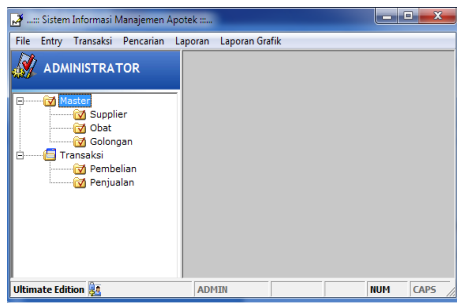 ..::: Sistem Informasi Manajemen Apotek :::...
File Entry Transaksi Pencarian Laporan Laporan Grafik
ADMINISTRATOR
Master
Supplier
Obat
Golongan
Transaksi
Pembelian
Penjualan
Ultimate Edition ADMIN NUM CAPS